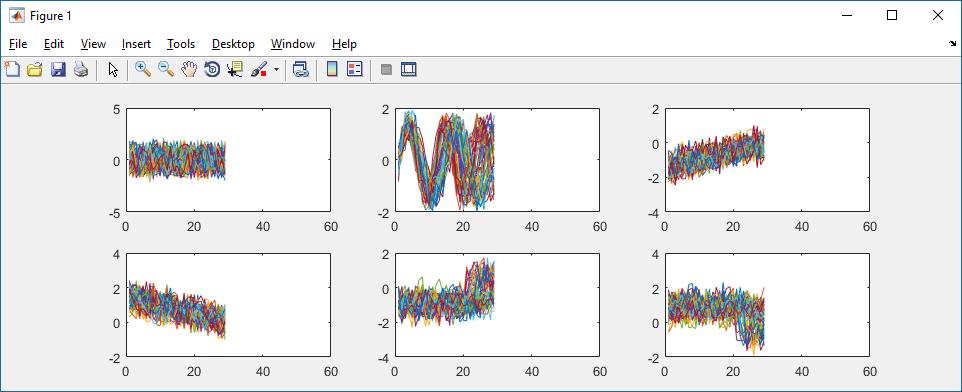 Figure 1
File Edit View Insert Tools Desktop Window Help
5 2 2
0 0 0
-2
-5 -2 -4
0 20 40 60 0 20 40 60 0 20 40 60
4 2 4
2 0 2
0 -2 0
-2 -4 -2
0 20 40 60 0 20 40 60 0 20 40 60